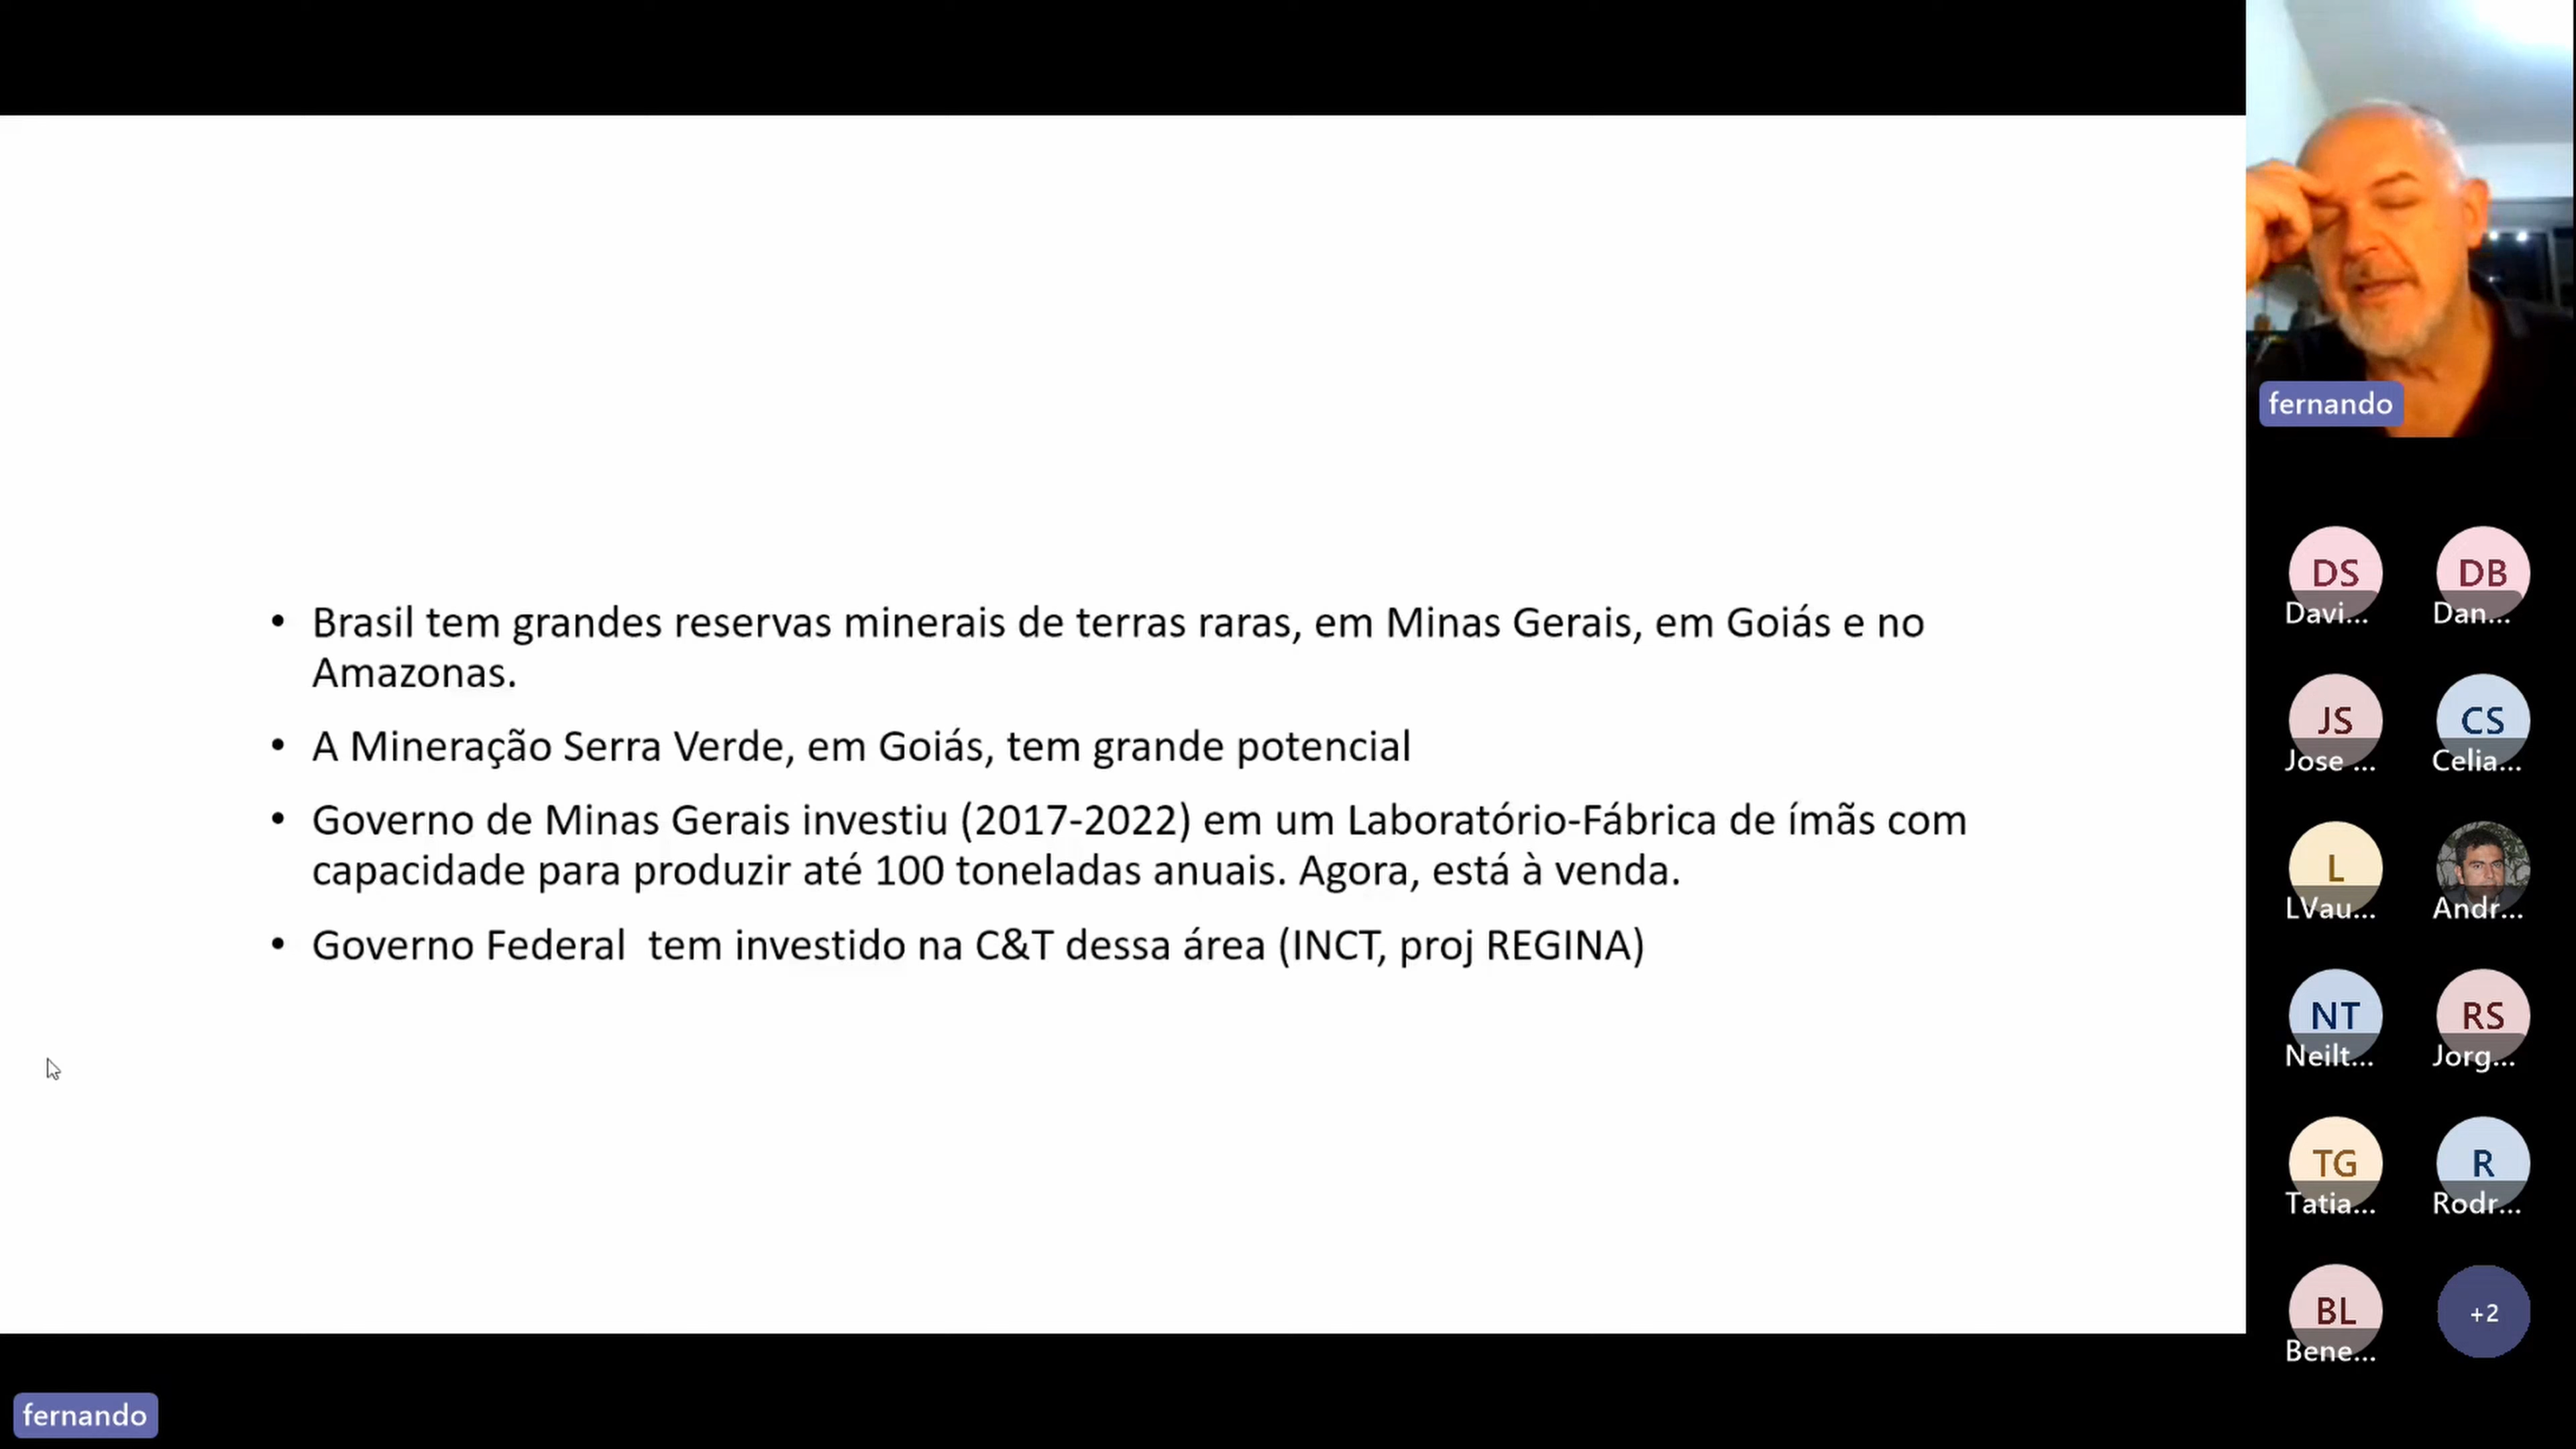 • Brasil tem grandes reservas minerais de terras raras, em Minas Gerais, em Goiás e no
Amazonas.
• A Mineração Serra Verde, em Goiás, tem grande potencial
• Governo de Minas Gerais investiu (2017-2022) em um Laboratório-Fábrica de ímãs com
capacidade para produzir até 100 toneladas anuais. Agora, está à venda.
• Governo Federal  tem investido na C&T dessa área (INCT, proj REGINA)
fernando
fernando
DS
Davi...
DB
Dan...
JS
Jose ...
CS
Celia...
L
LVau...
Andr...
NT
Neilt...
RS
Jorg...
TG
Tatia...
R
Rodr...
BL
Bene...
+2